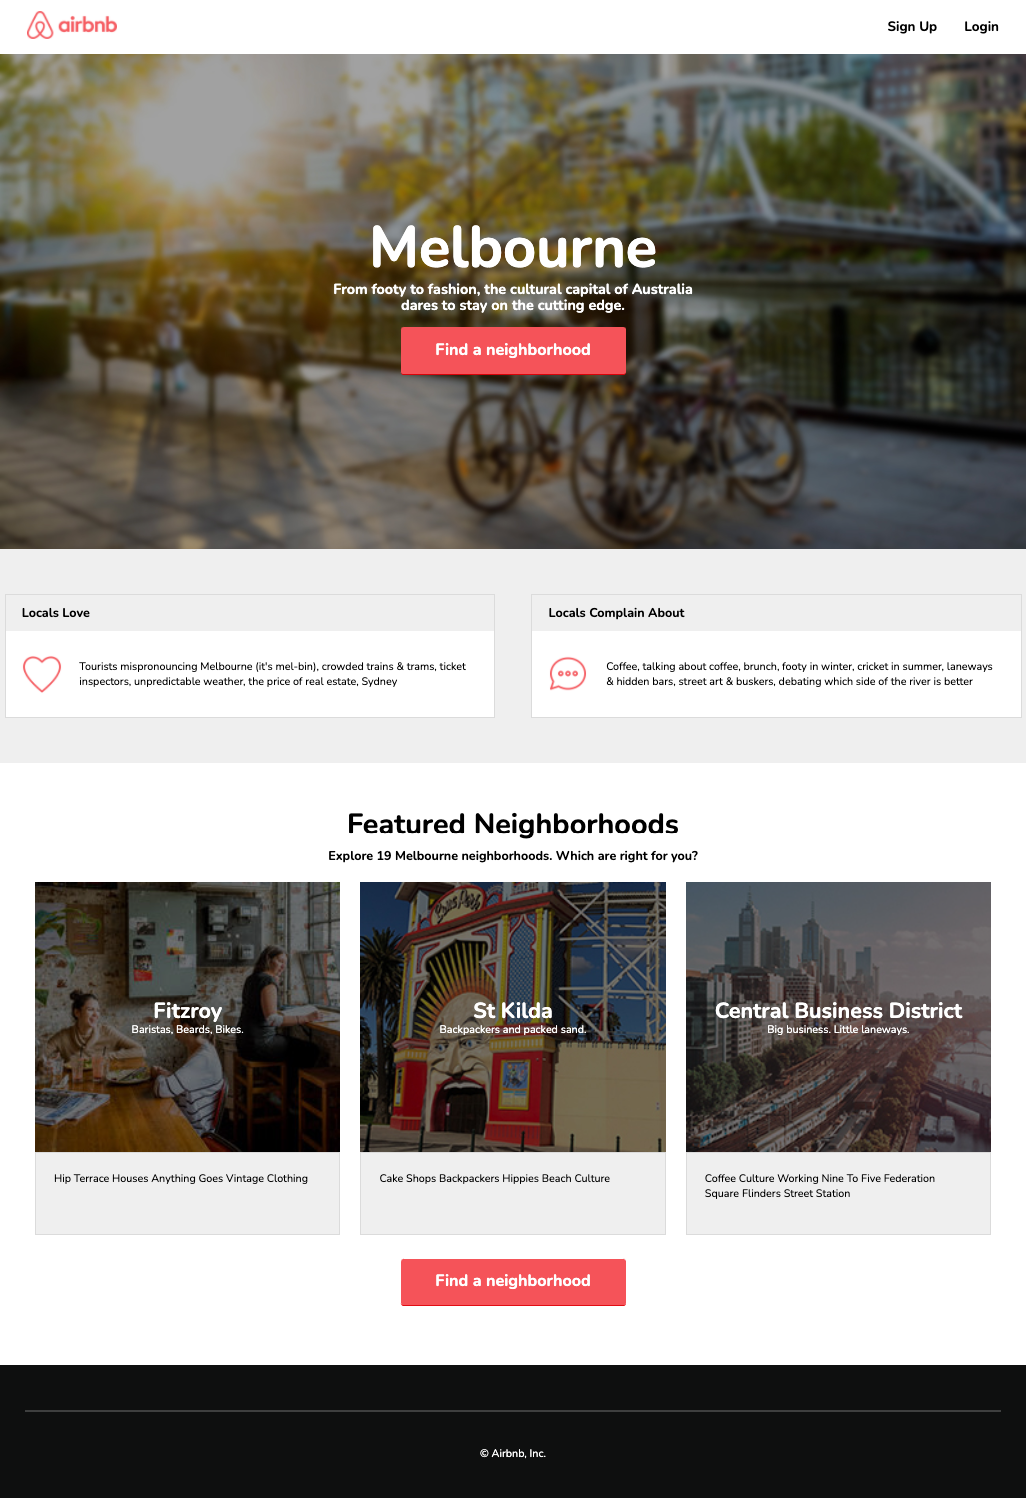 airbnb
Sign Up Login
Melbourne
From footy to fashion, the cultural capital of Australia
dares to stay on the cutting edge.
Find a neighborhood
Locals Love
Tourists mispronouncing Melbourne (it's mel-bin), crowded trains & trams, ticket
inspectors, unpredictable weather, the price of real estate, Sydney
Locals Complain About
Coffee, talking about coffee, brunch, footy in winter, cricket in summer, laneways
& hidden bars, street art & buskers, debating which side of the river is better
Featured Neighborhoods
Explore 19 Melbourne neighborhoods. Which are right for you?
Fitzroy
Baristas, Beards, Bikes.
Hip Terrace Houses Anything Goes Vintage Clothing
Luna Park
St Kilda
Backpackers and packed sand.
Cake Shops Backpackers Hippies Beach Culture
Central Business District
Big business. Little laneways.
Coffee Culture Working Nine To Five Federation
Square Flinders Street Station
Find a neighborhood
© Airbnb, Inc.